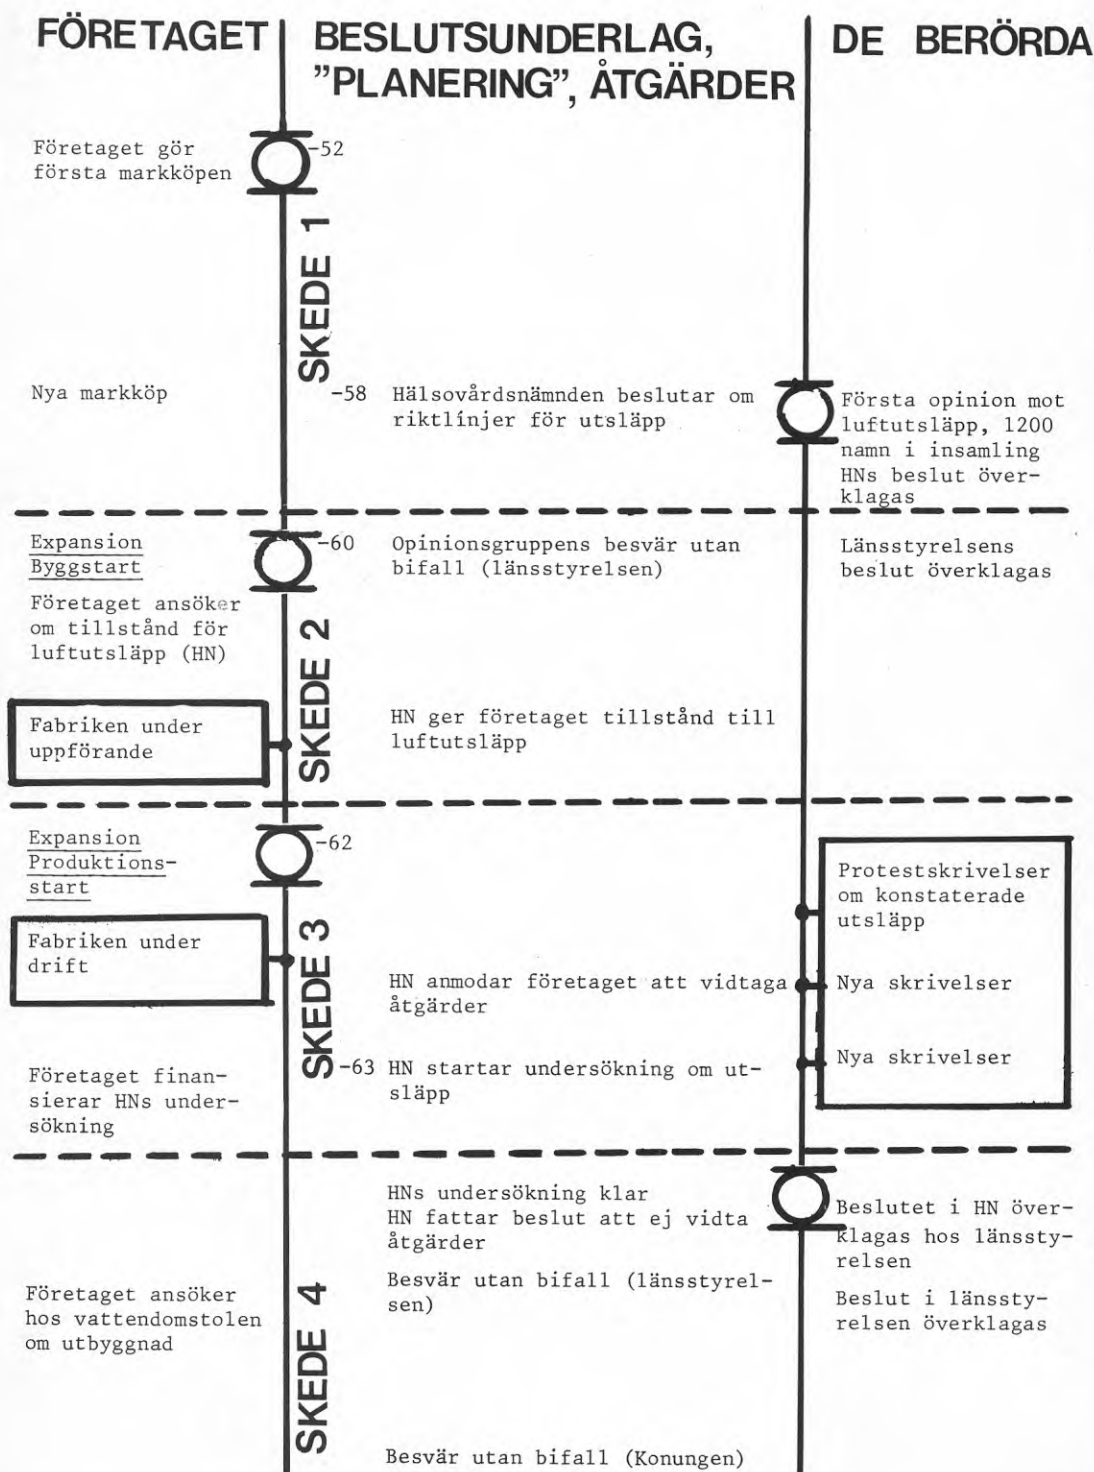 FÖRETAGET
BESLUTSUNDERLAG,
"PLANERING", ÅTGÄRDER
DE BERÖRDA
Företaget gör
första markköpen
-52
SKEDE 1
Nya markköp
-58
Hälsovårdsnämnden beslutar om
riktlinjer för utsläpp
Första opinion mot
luftutsläpp, 1200
namn i insamling
HNs beslut över-
klagas
Expansion
Byggstart
-60
Opinionsgruppens besvär utan
bifall (länsstyrelsen)
Länsstyrelsens
beslut överklagas
Företaget ansöker
om tillstånd för
luftutsläpp (HN)
SKEDE 2
Fabriken under
uppförande
HN ger företaget tillstånd till
luftutsläpp
Expansion
Produktions-
start
-62
Protestskrivelser
om konstaterade
utsläpp
Fabriken under
drift
SKEDE 3
HN anmodar företaget att vidtaga
åtgärder
Nya skrivelser
-63
HN startar undersökning om ut-
släpp
Nya skrivelser
Företaget finan-
sierar HNs under-
sökning
HNs undersökning klar
HN fattar beslut att ej vidta
åtgärder
Beslutet i HN över-
klagas hos länssty-
relsen
Besvär utan bifall (länsstyrel-
sen)
Beslut i länssty-
relsen överklagas
Företaget ansöker
hos vattendomstolen
om utbyggnad
SKEDE 4
Besvär utan bifall (Konungen)